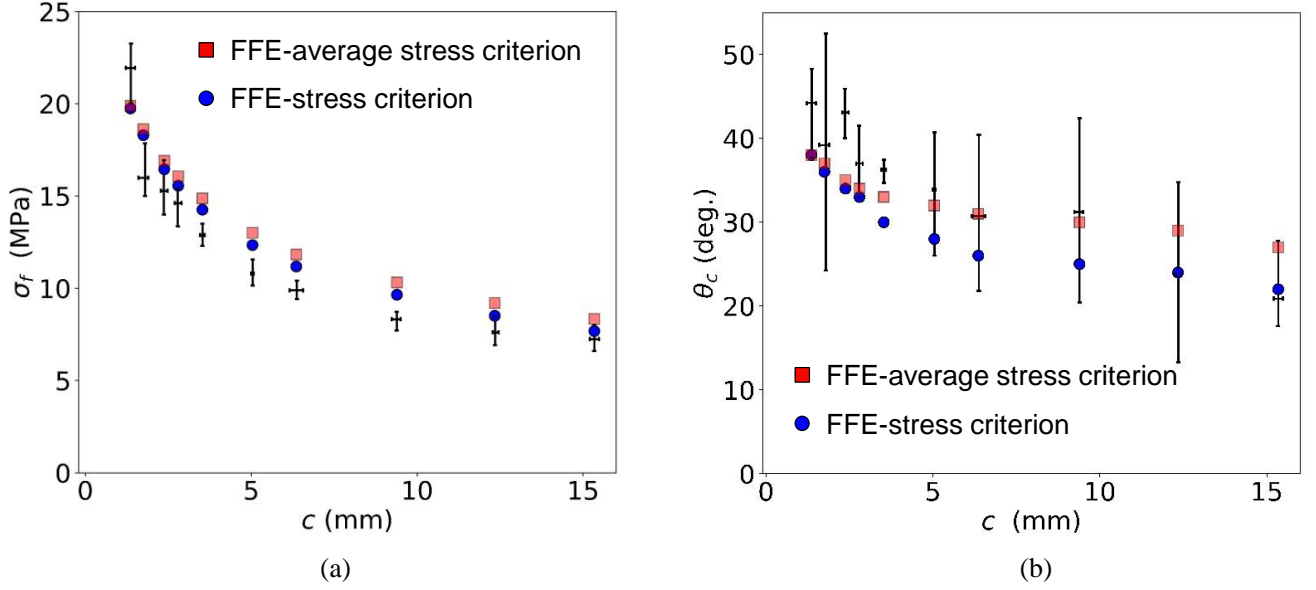 25
20
15
10
5
0
σ_f (MPa)
FFE-average stress criterion
FFE-stress criterion
0 5 10 15
c (mm)
(a)
50
40
30
20
10
0
θ_c (deg.)
FFE-average stress criterion
FFE-stress criterion
0 5 10 15
c (mm)
(b)